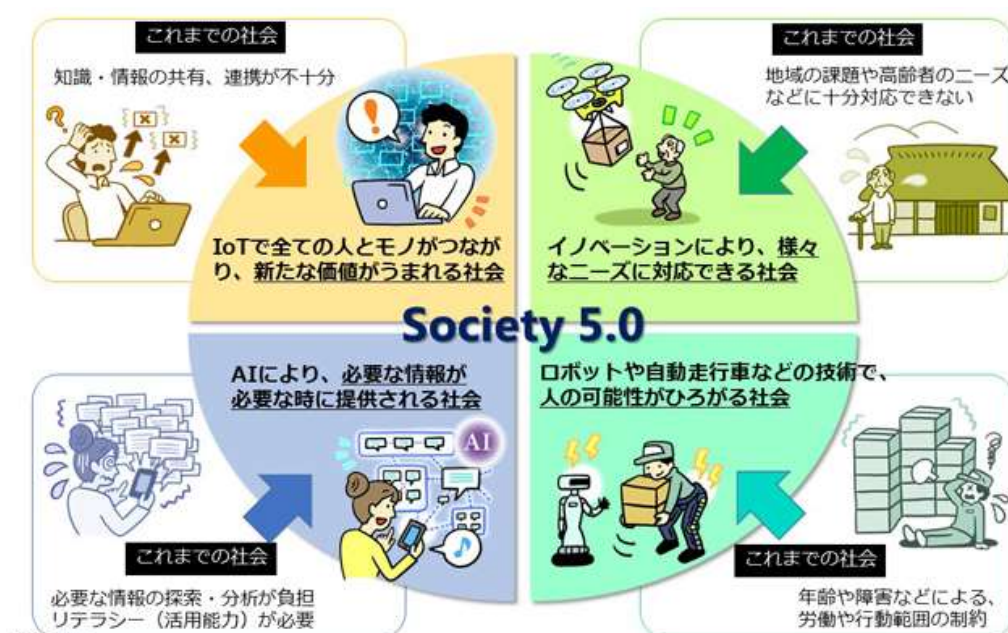 これまでの社会
知識・情報の共有、連携が不十分
IoTで全ての人とモノがつなが
り、新たな価値がうまれる社会
これまでの社会
地域の課題や高齢者のニーズ
などに十分対応できない
イノベーションにより、様々
なニーズに対応できる社会
Society 5.0
AIにより、必要な情報が
必要な時に提供される社会
AI
これまでの社会
必要な情報の探索・分析が負担
リテラシー（活用能力）が必要
ロボットや自動走行車などの技術で、
人の可能性がひろがる社会
これまでの社会
年齢や障害などによる、
労働や行動範囲の制約